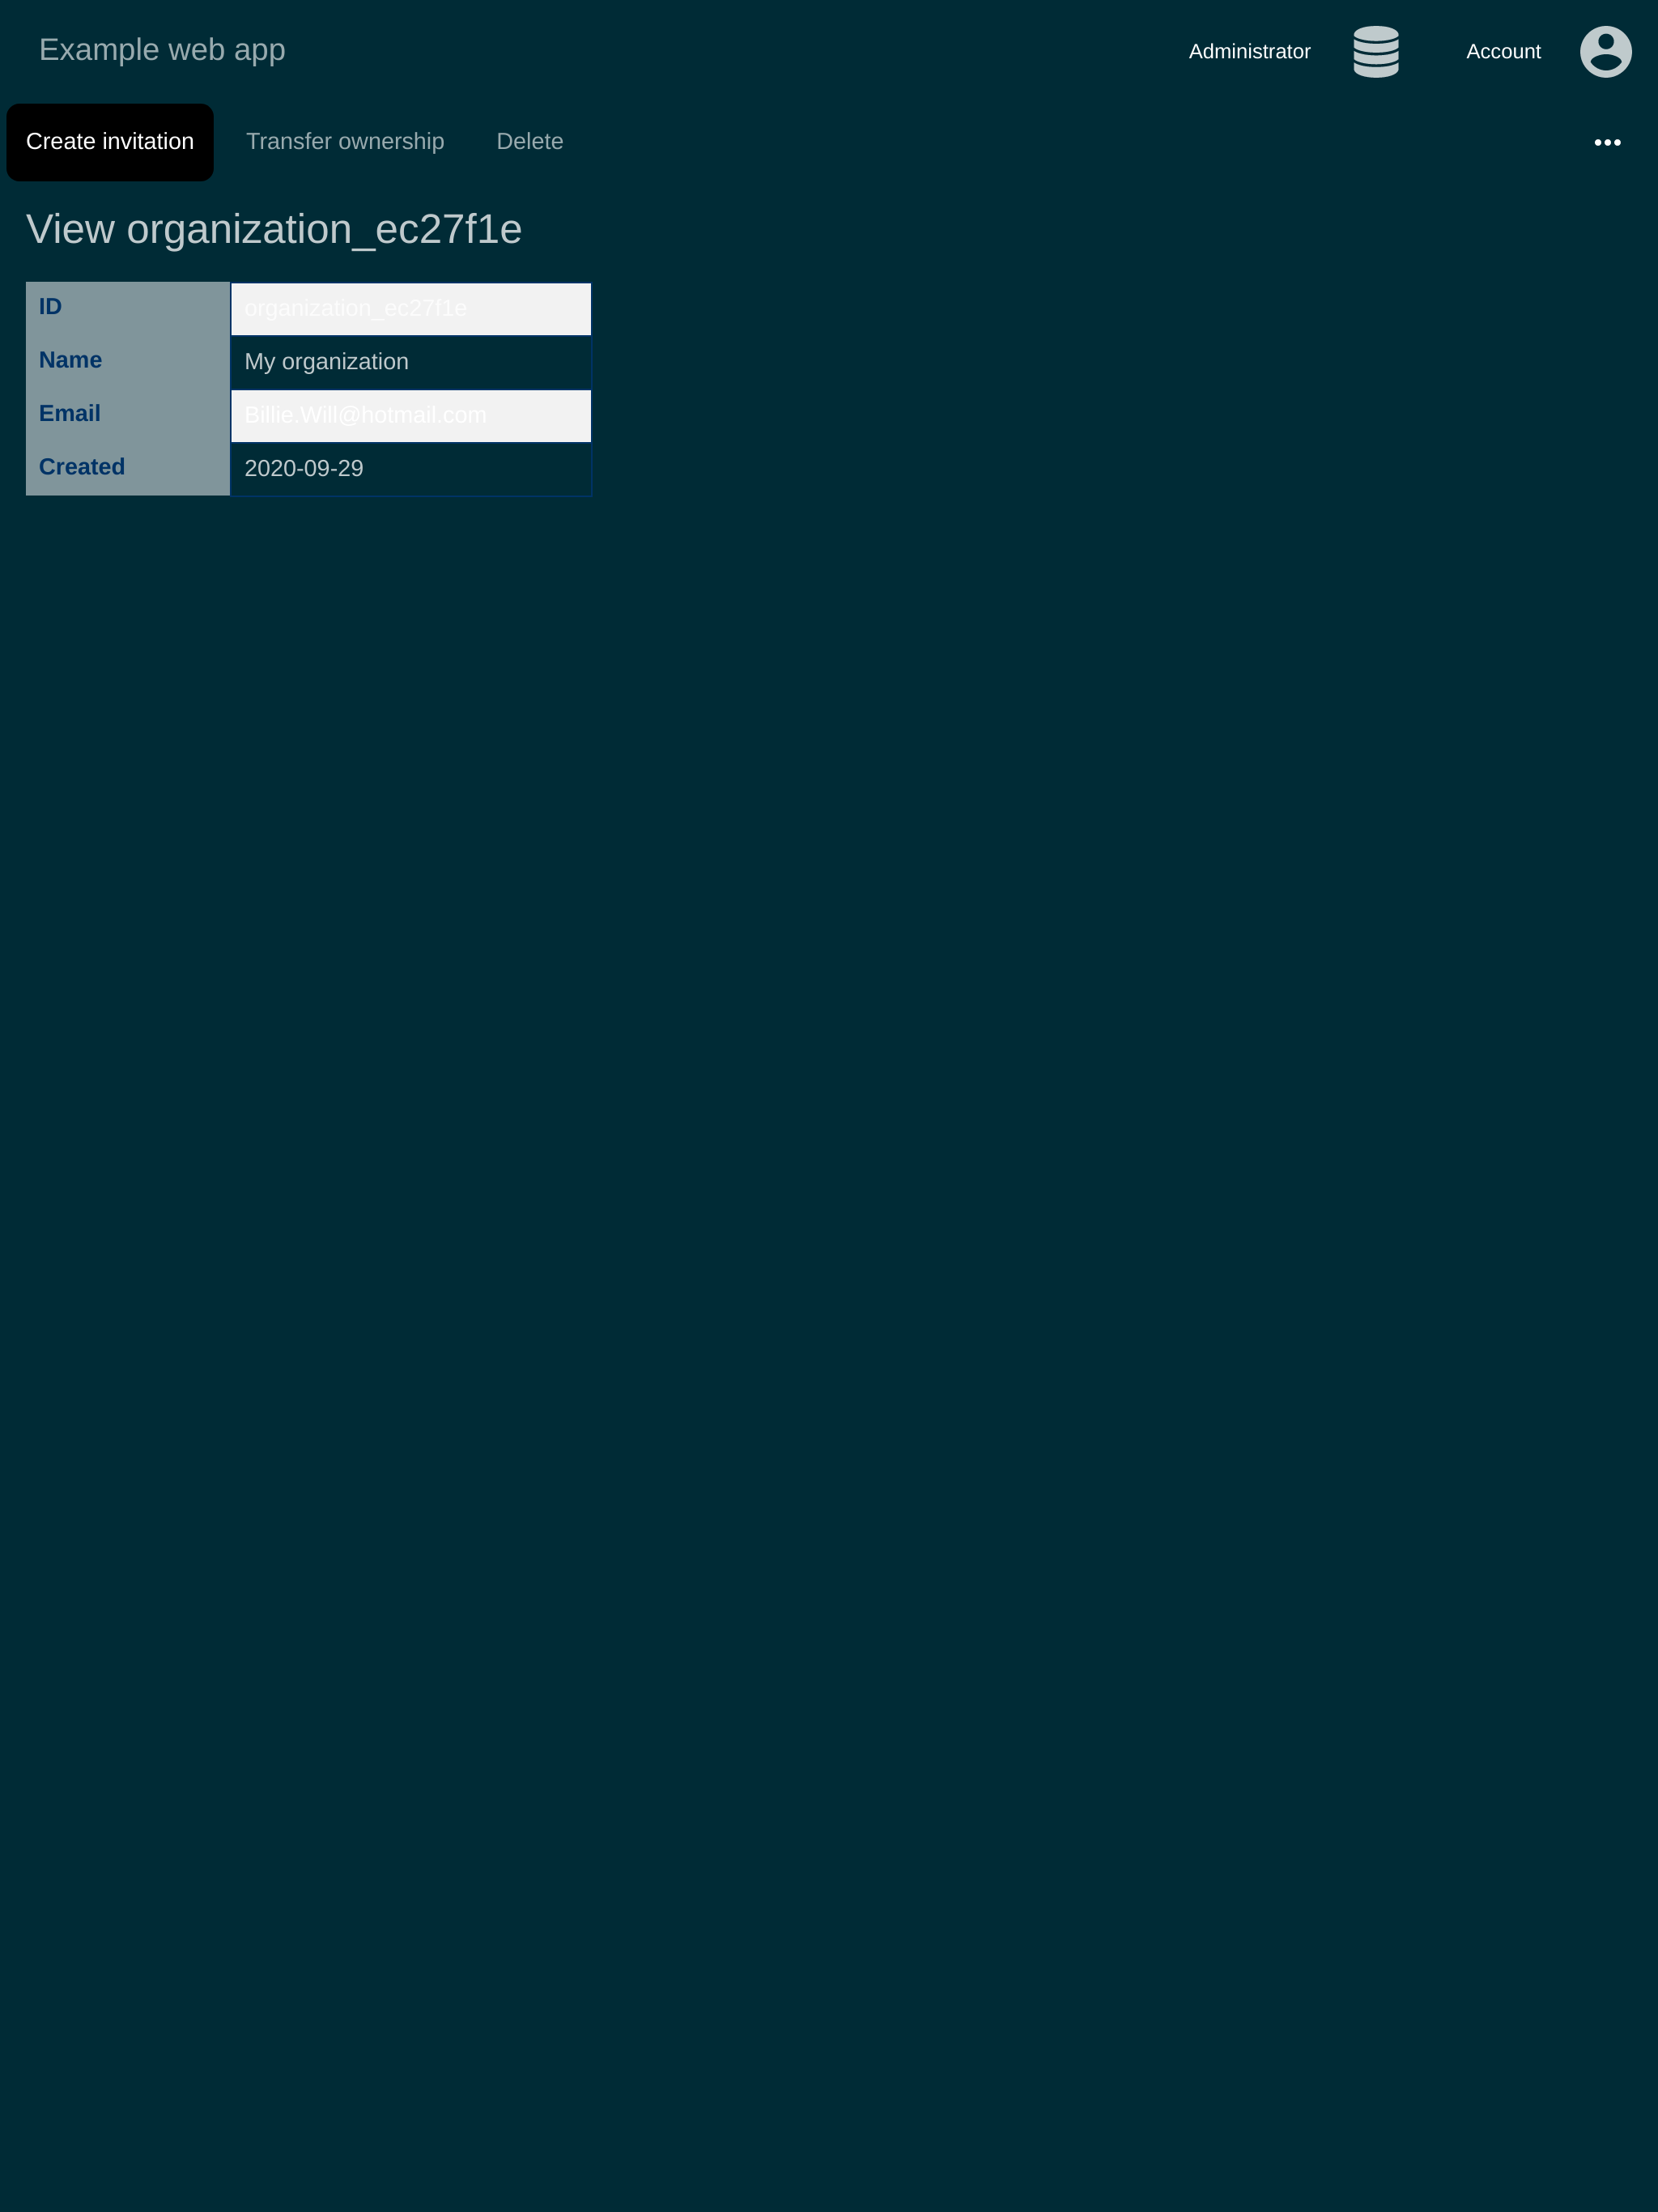 Example web app
Administrator
Account
Create invitation
Transfer ownership
Delete
View organization_ec27f1e
ID organization_ec27f1e
Name My organization
Email Billie.Will@hotmail.com
Created 2020-09-29